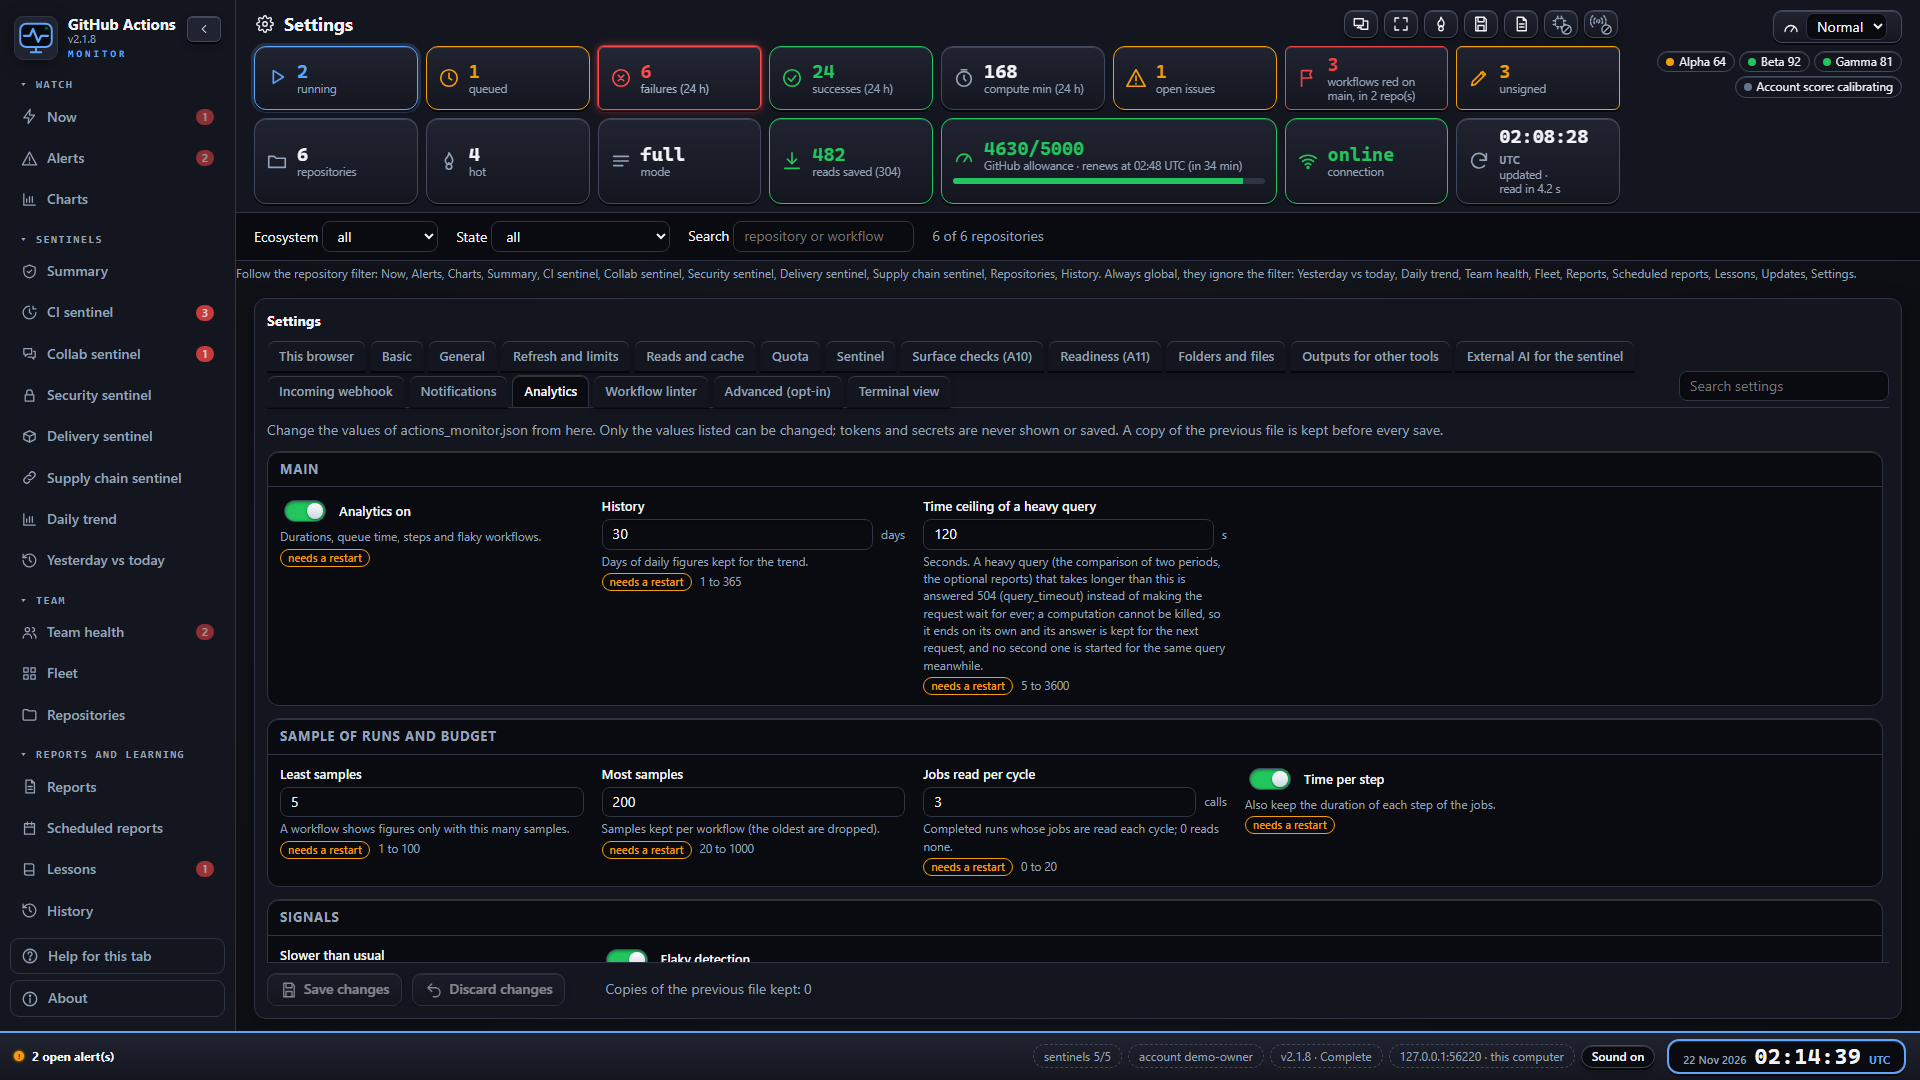 GitHub Actions
v2.1.8
MONITOR
WATCH
Now 1
Alerts 2
Charts
SENTINELS
Summary
CI sentinel 3
Collab sentinel 1
Security sentinel
Delivery sentinel
Supply chain sentinel
Daily trend
Yesterday vs today
TEAM
Team health 2
Fleet
Repositories
REPORTS AND LEARNING
Reports
Scheduled reports
Lessons 1
History
Help for this tab
About
Settings
Normal
2
running
1
queued
6
failures (24 h)
24
successes (24 h)
168
compute min (24 h)
1
open issues
3
workflows red on
main, in 2 repo(s)
3
unsigned
Alpha 64
Beta 92
Gamma 81
Account score: calibrating
6
repositories
4
hot
full
mode
482
reads saved (304)
4630/5000
GitHub allowance · renews at 02:48 UTC (in 34 min)
online
connection
02:08:28
UTC
updated ·
read in 4.2 s
Ecosystem all State all Search repository or workflow 6 of 6 repositories
Follow the repository filter: Now, Alerts, Charts, Summary, CI sentinel, Collab sentinel, Security sentinel, Delivery sentinel, Supply chain sentinel, Repositories, History. Always global, they ignore the filter: Yesterday vs today, Daily trend, Team health, Fleet, Reports, Scheduled reports, Lessons, Updates, Settings.
Settings
This browser Basic General Refresh and limits Reads and cache Quota Sentinel Surface checks (A10) Readiness (A11) Folders and files Outputs for other tools External AI for the sentinel
Incoming webhook Notifications Analytics Workflow linter Advanced (opt-in) Terminal view
Search settings
Change the values of actions_monitor.json from here. Only the values listed can be changed; tokens and secrets are never shown or saved. A copy of the previous file is kept before every save.
MAIN
Analytics on
Durations, queue time, steps and flaky workflows.
needs a restart
History
30 days
Days of daily figures kept for the trend.
needs a restart 1 to 365
Time ceiling of a heavy query
120 s
Seconds. A heavy query (the comparison of two periods,
the optional reports) that takes longer than this is
answered 504 (query_timeout) instead of making the
request wait for ever; a computation cannot be killed, so
it ends on its own and its answer is kept for the next
request, and no second one is started for the same query
meanwhile.
needs a restart 5 to 3600
SAMPLE OF RUNS AND BUDGET
Least samples
5
A workflow shows figures only with this many samples.
needs a restart 1 to 100
Most samples
200
Samples kept per workflow (the oldest are dropped).
needs a restart 20 to 1000
Jobs read per cycle
3 calls
Completed runs whose jobs are read each cycle; 0 reads
none.
needs a restart 0 to 20
Time per step
Also keep the duration of each step of the jobs.
needs a restart
SIGNALS
Slower than usual
Flaky detection
Save changes Discard changes Copies of the previous file kept: 0
2 open alert(s)
sentinels 5/5 account demo-owner v2.1.8 · Complete 127.0.0.1:56220 · this computer Sound on 22 Nov 2026 02:14:39 UTC